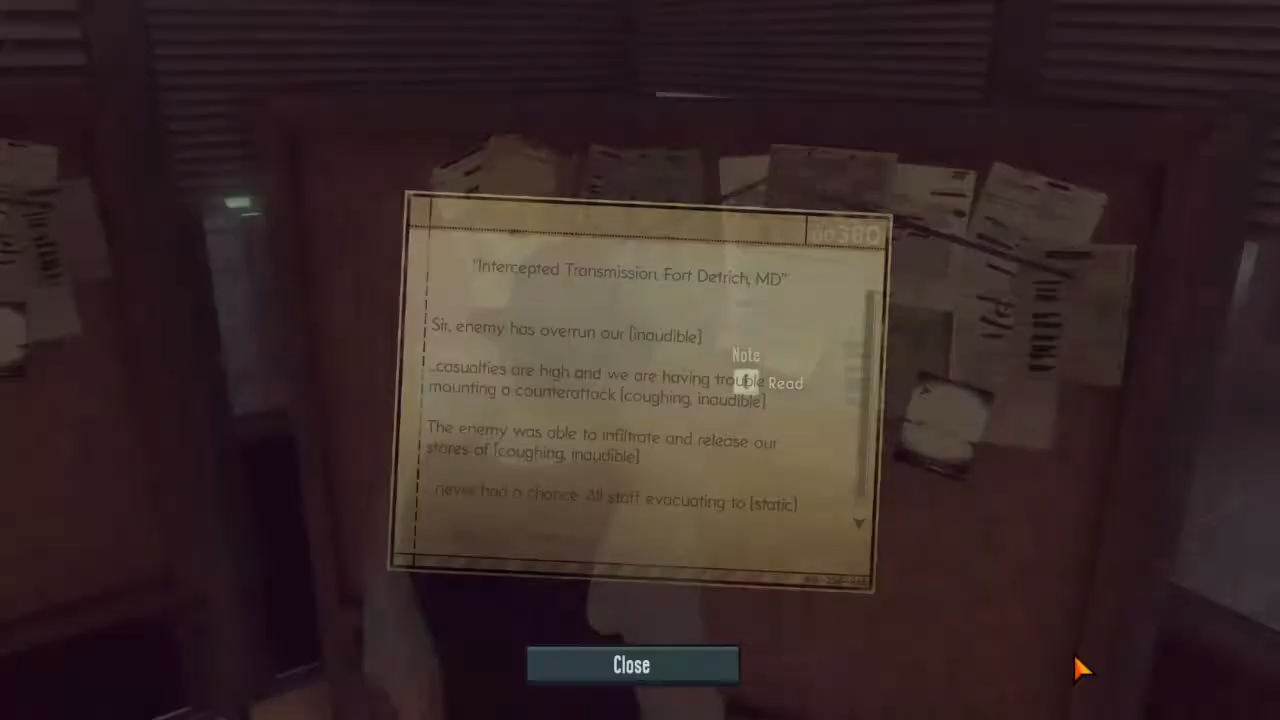 "Intercepted Transmission, Fort Detrich, MD"
Sir, enemy has overrun our [inaudible]
Note
...casualties are high and we are having trouble
Read
mounting a counterattack [coughing, inaudible]
The enemy was able to infiltrate and release our
stores of [coughing, inaudible]
...never had a chance. All staff evacuating to [static]
Close